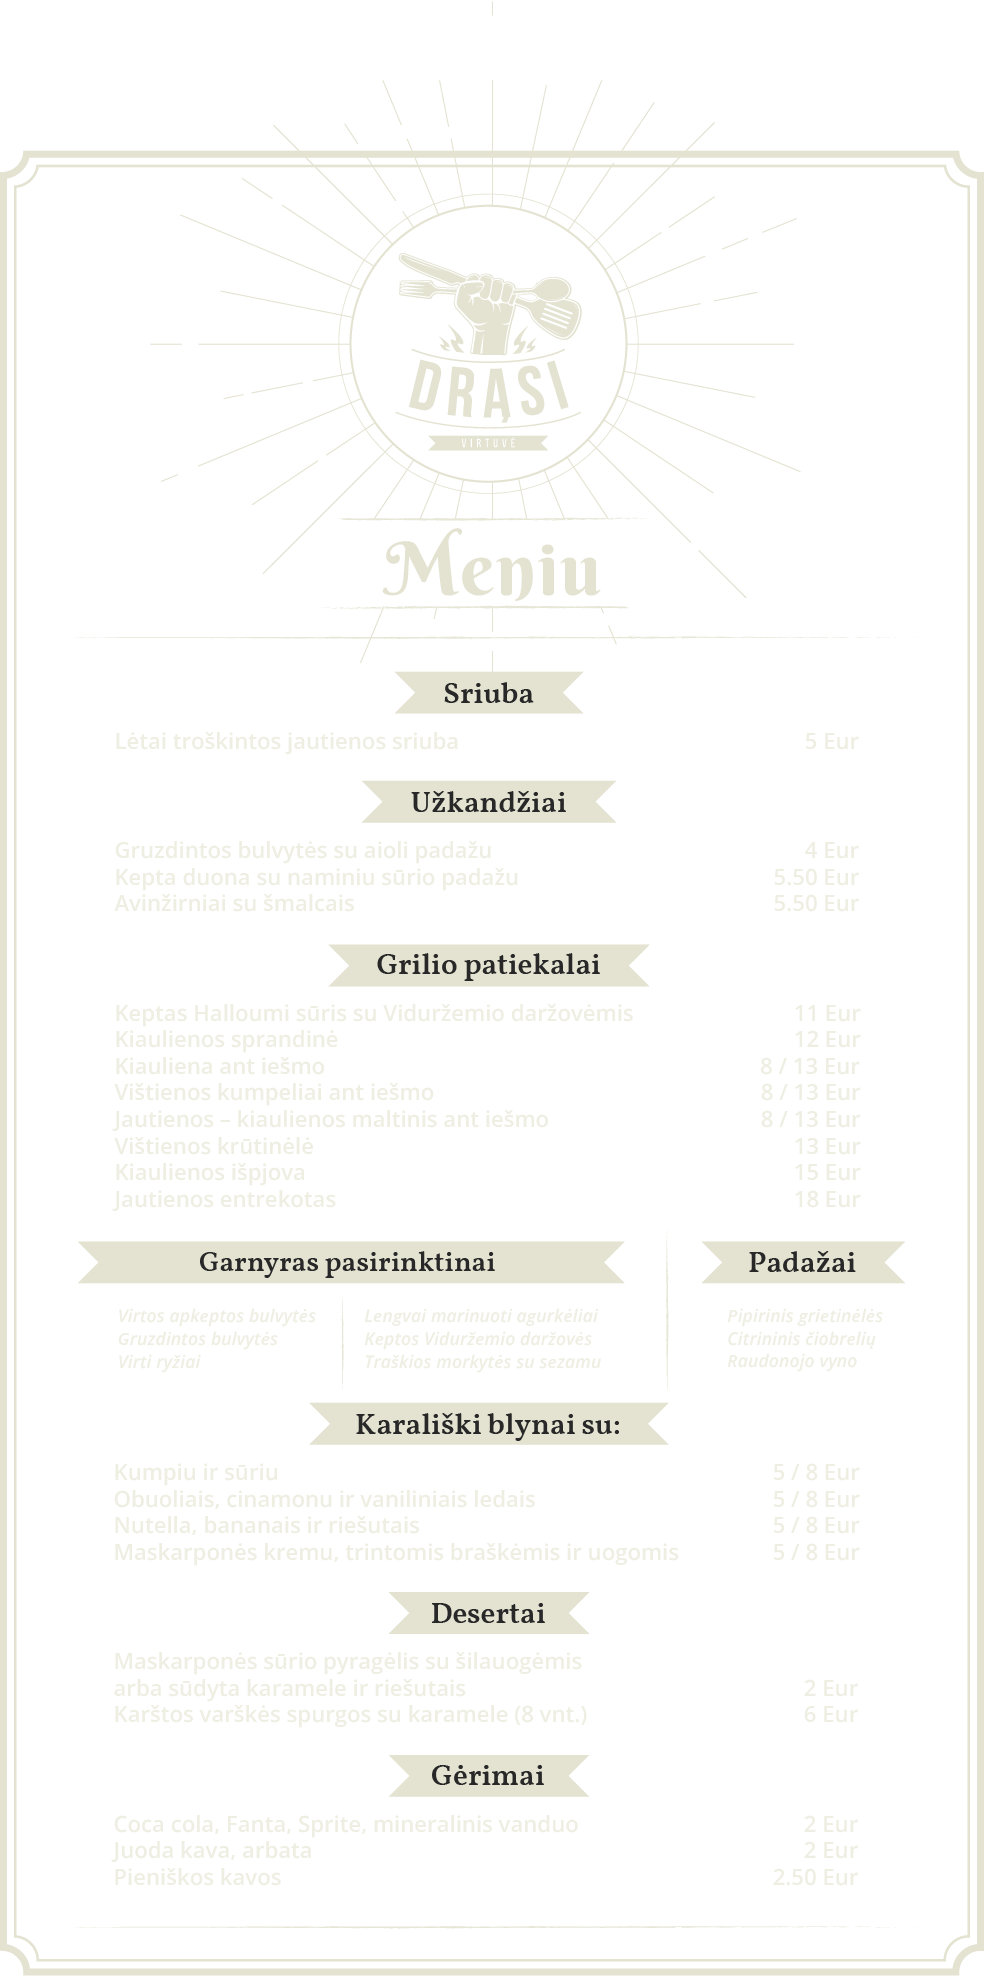 DRĄSI
VIRTUVĖ
Meniu
Sriuba
Lėtai troškintos jautienos sriuba 5 Eur
Užkandžiai
Gruzdintos bulvytės su aioli padažu 4 Eur
Kepta duona su naminiu sūrio padažu 5.50 Eur
Avinžirniai su šmalcais 5.50 Eur
Grilio patiekalai
Keptas Halloumi sūris su Viduržemio daržovėmis 11 Eur
Kiaulienos sprandinė 12 Eur
Kiauliena ant iešmo 8 / 13 Eur
Vištienos kumpeliai ant iešmo 8 / 13 Eur
Jautienos – kiaulienos maltinis ant iešmo 8 / 13 Eur
Vištienos krūtinėlė 13 Eur
Kiaulienos išpjova 15 Eur
Jautienos entrekotas 18 Eur
Garnyras pasirinktinai
Virtos apkeptos bulvytės
Gruzdintos bulvytės
Virti ryžiai
Lengvai marinuoti agurkėliai
Keptos Viduržemio daržovės
Traškios morkytės su sezamu
Padažai
Pipirinis grietinėlės
Citrininis čiobrelių
Raudonojo vyno
Karališki blynai su:
Kumpiu ir sūriu 5 / 8 Eur
Obuoliais, cinamonu ir vaniliniais ledais 5 / 8 Eur
Nutella, bananais ir riešutais 5 / 8 Eur
Maskarponės kremu, trintomis braškėmis ir uogomis 5 / 8 Eur
Desertai
Maskarponės sūrio pyragėlis su šilauogėmis
arba sūdyta karamele ir riešutais 2 Eur
Karštos varškės spurgos su karamele (8 vnt.) 6 Eur
Gėrimai
Coca cola, Fanta, Sprite, mineralinis vanduo 2 Eur
Juoda kava, arbata 2 Eur
Pieniškos kavos 2.50 Eur